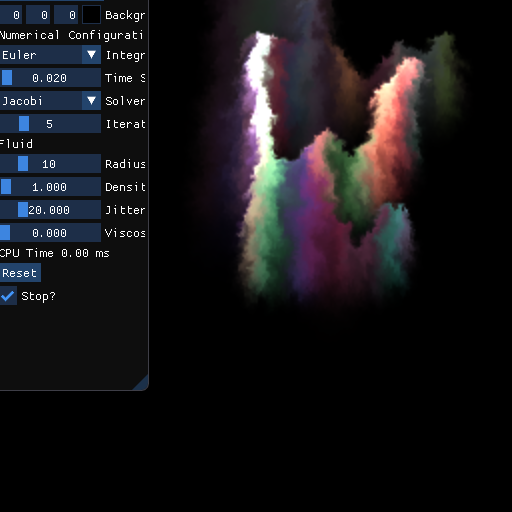 0 0 0 Backgr
Numerical Configurati
Euler Integr
0.020 Time S
Jacobi Solver
5 Iterat
Fluid
10 Radius
1.000 Densit
20.000 Jitter
0.000 Viscos
CPU Time 0.00 ms
Reset
Stop?